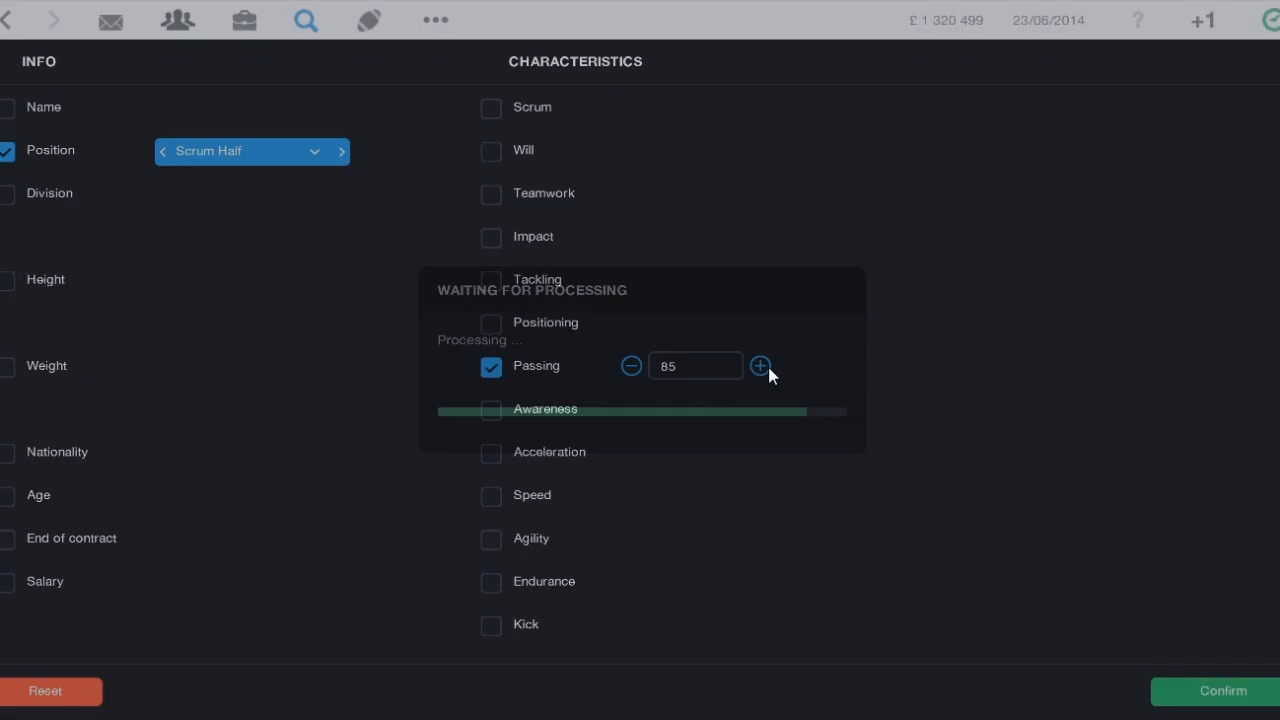 £ 1 320 499 23/06/2014 ? +1
INFO CHARACTERISTICS
Name Scrum
Position Scrum Half Will
Division Teamwork
Impact
Height Tackling
WAITING FOR PROCESSING
Positioning
Processing ...
Weight Passing 85
Awareness
Nationality Acceleration
Age Speed
End of contract Agility
Salary Endurance
Kick
Reset Confirm